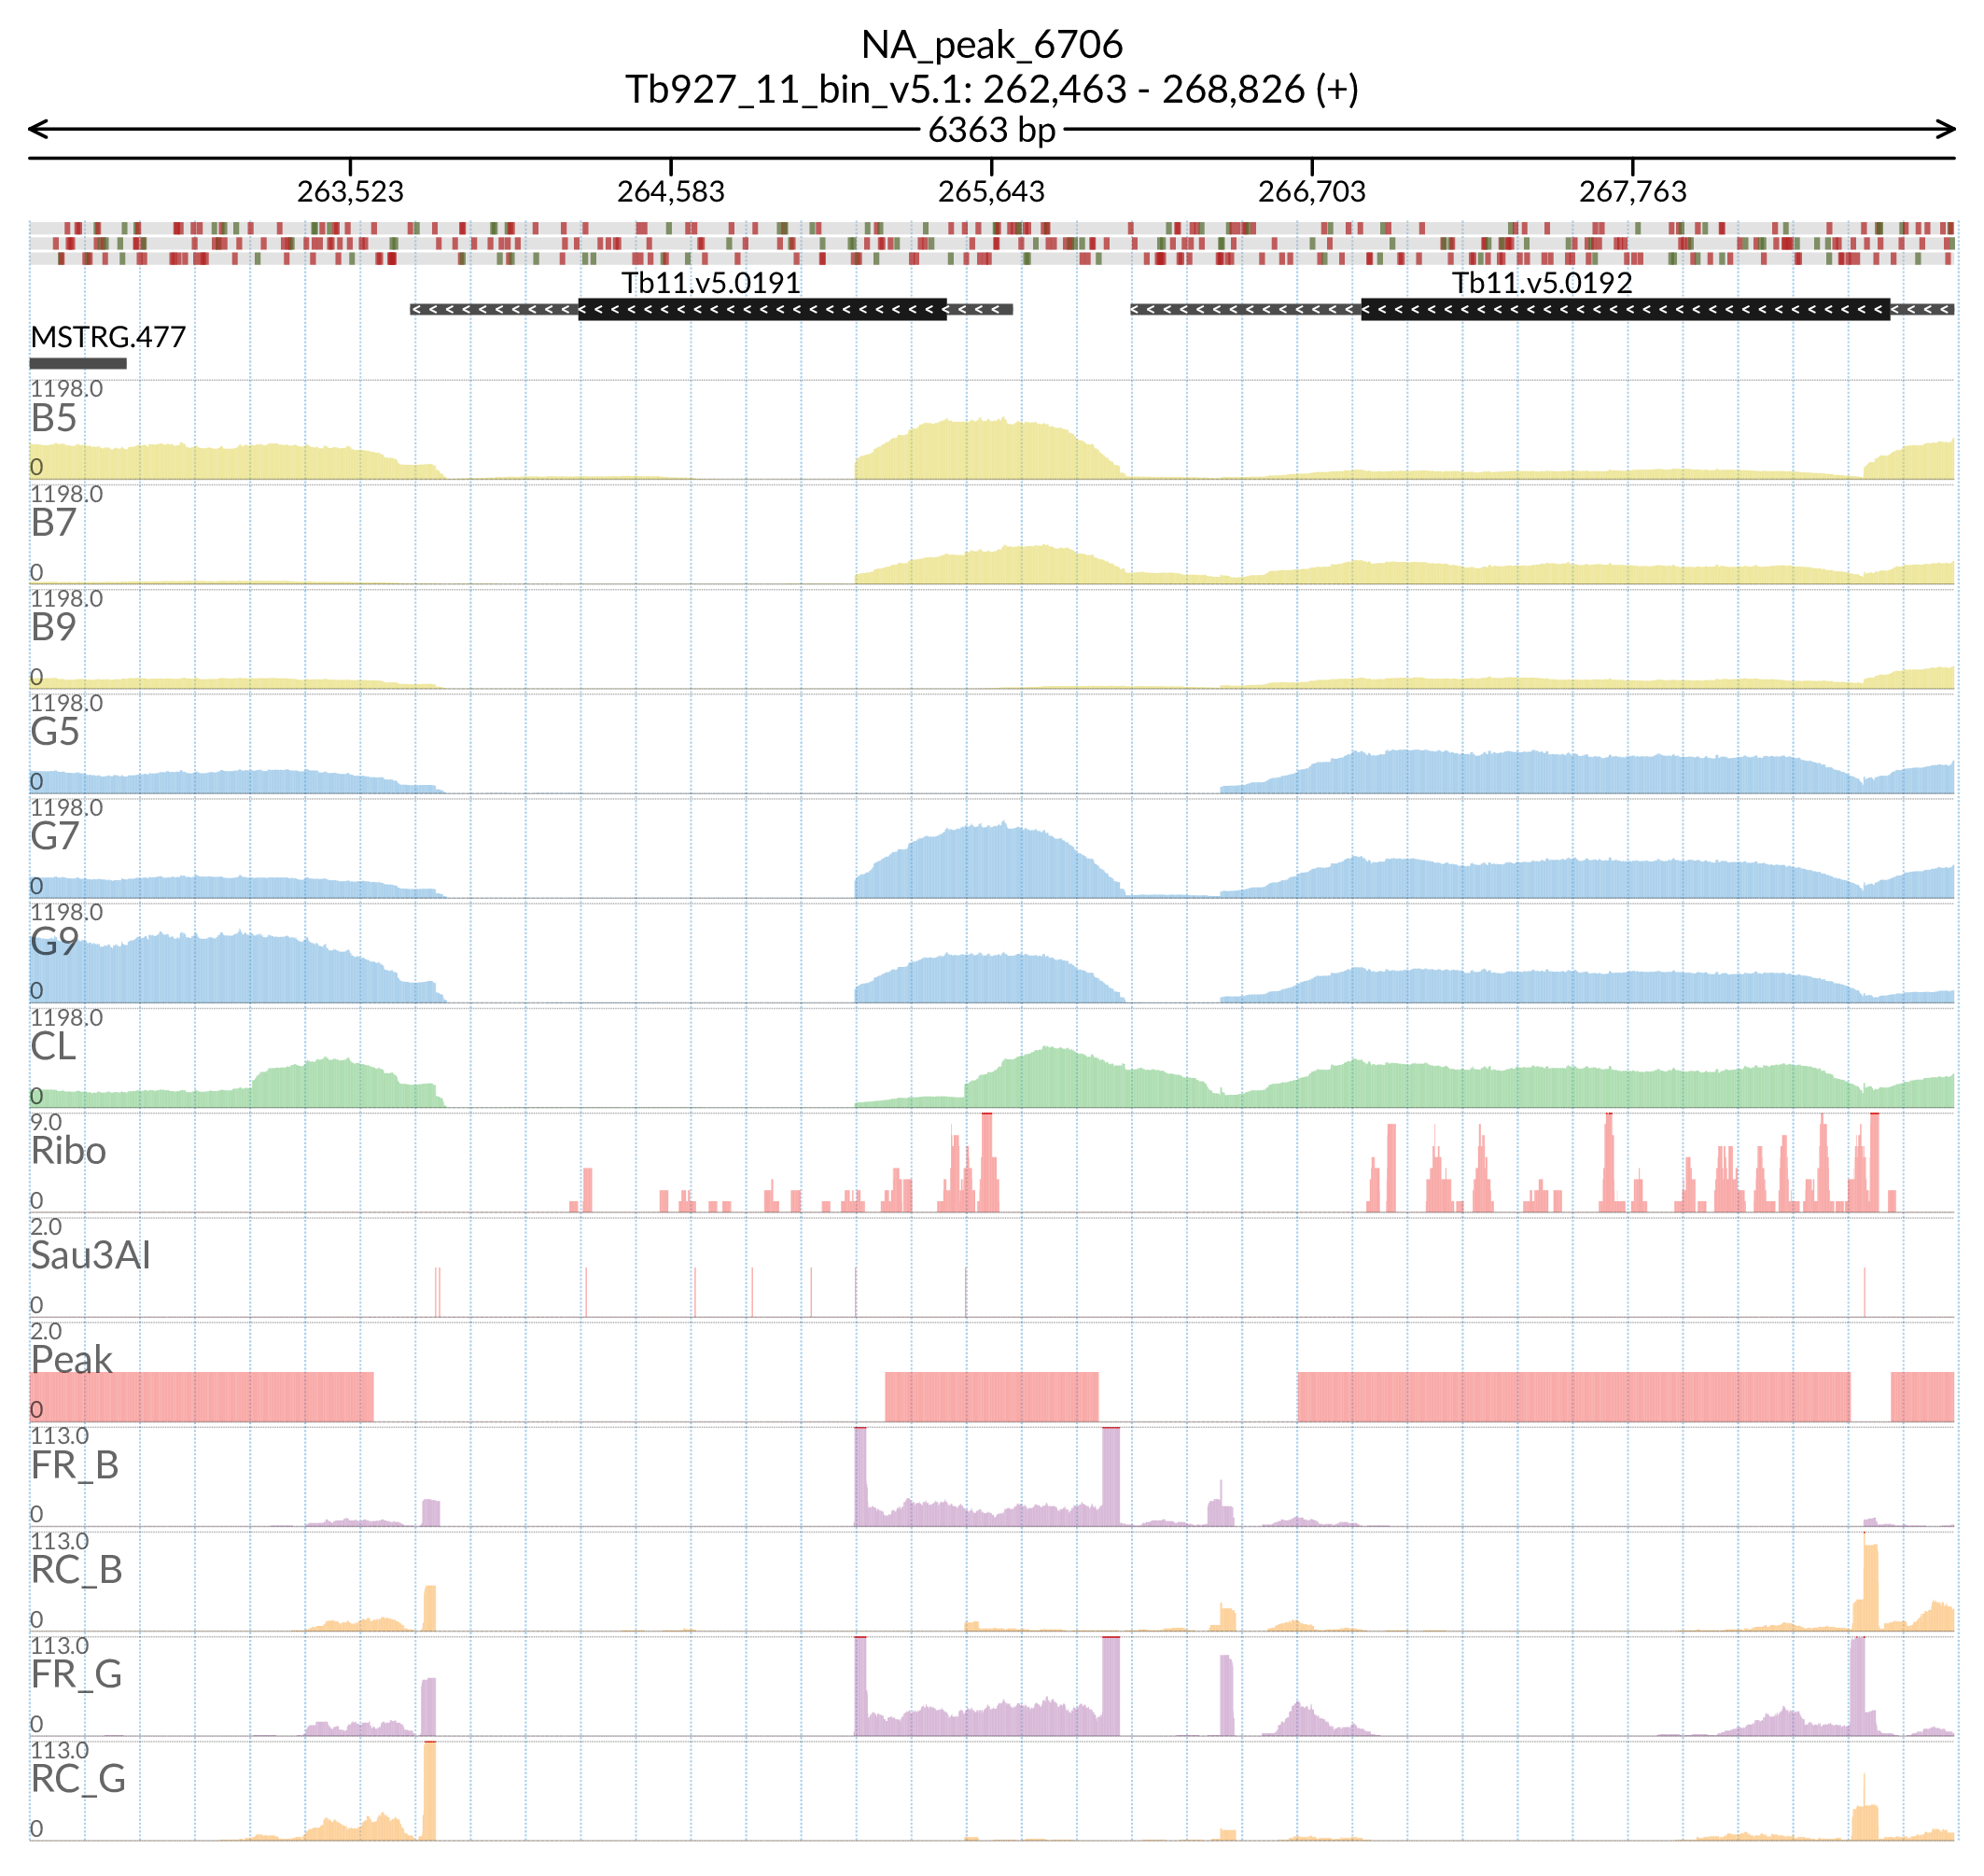 NA_peak_6706
Tb927_11_bin_v5.1: 262,463 - 268,826 (+)
6363 bp
263,523 264,583 265,643 266,703 267,763
Tb11.v5.0191 Tb11.v5.0192
MSTRG.477
1198.0
B5
0
1198.0
B7
0
1198.0
B9
0
1198.0
G5
0
1198.0
G7
0
1198.0
G9
0
1198.0
CL
0
9.0
Ribo
0
2.0
Sau3AI
0
2.0
Peak
0
113.0
FR_B
0
113.0
RC_B
0
113.0
FR_G
0
113.0
RC_G
0